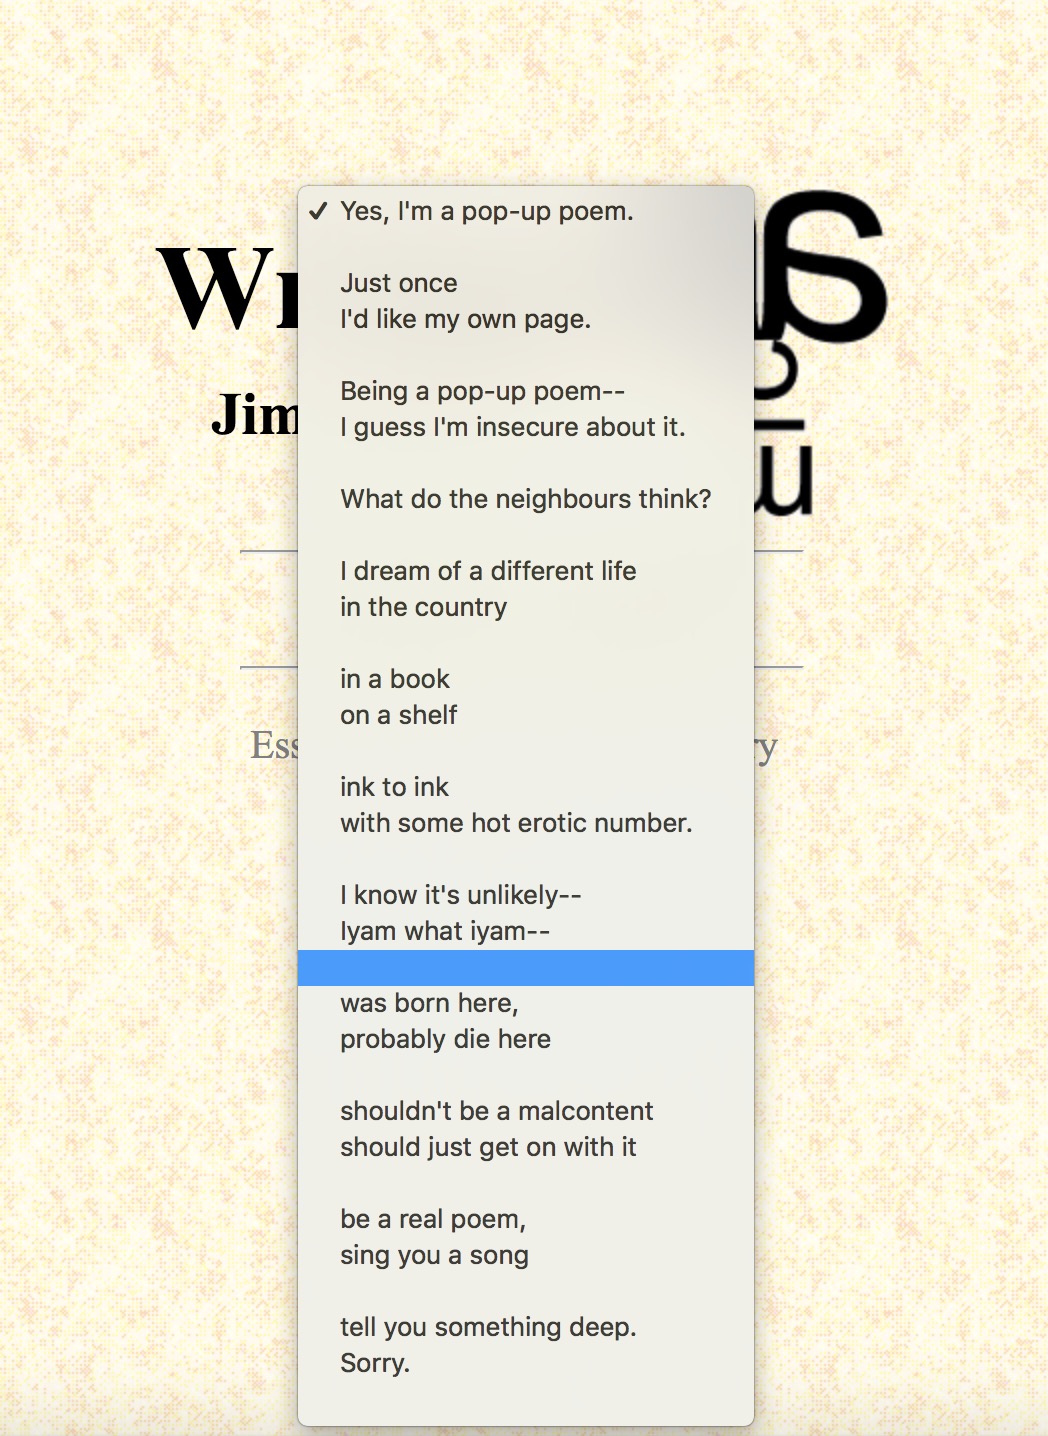 Yes, I'm a pop-up poem.
Just once
I'd like my own page.
Being a pop-up poem--
I guess I'm insecure about it.
What do the neighbours think?
I dream of a different life
in the country
in a book
on a shelf
ink to ink
with some hot erotic number.
I know it's unlikely--
Iyam what iyam--
was born here,
probably die here
shouldn't be a malcontent
should just get on with it
be a real poem,
sing you a song
tell you something deep.
Sorry.
Jim